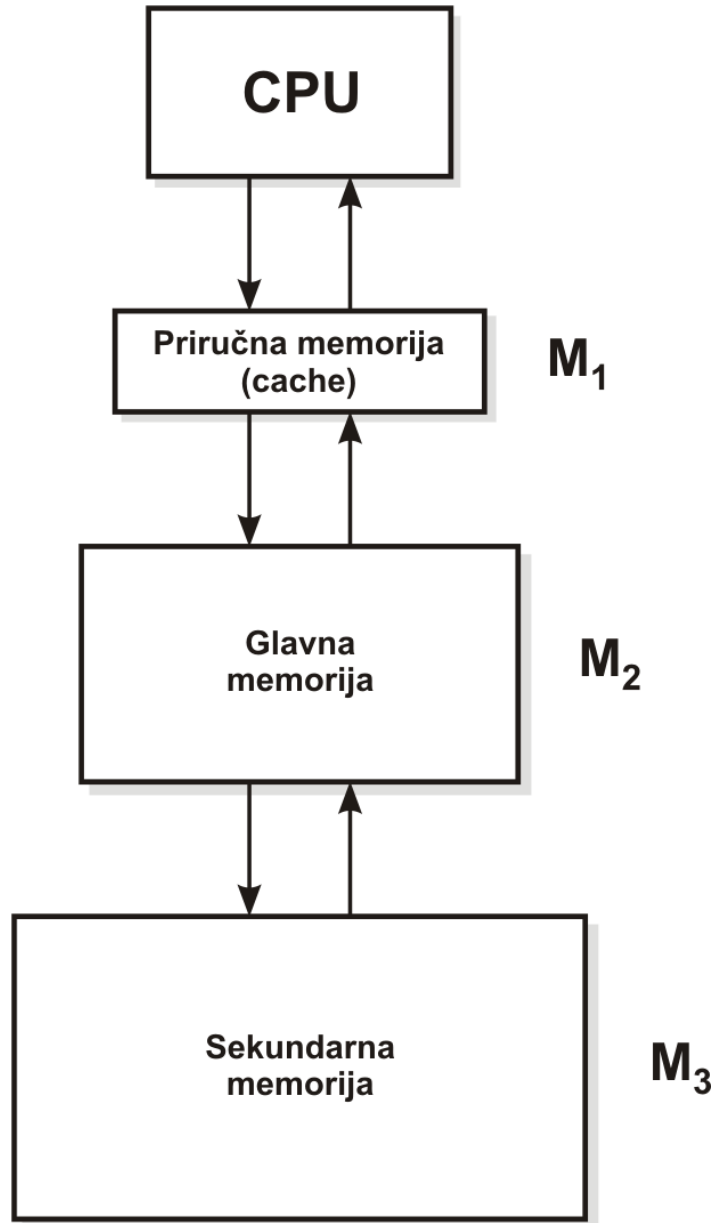 CPU
Priručna memorija
(cache)
M₁
Glavna
memorija
M₂
Sekundarna
memorija
M₃